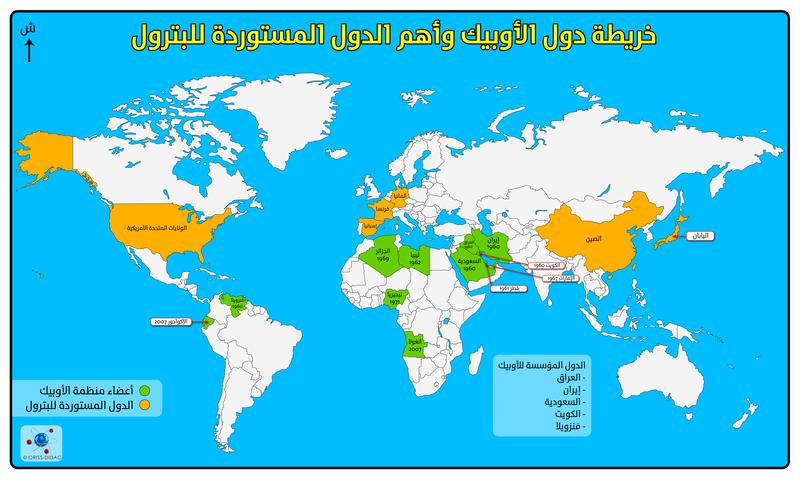 خريطة دول الأوبيك وأهم الدول المستوردة للبترول
ش
الولايات المتحدة الأمريكية
ألمانيا
فرنسا
إسبانيا
الصين
اليابان
الجزائر
1969
ليبيا
1962
إيران
1960
السعودية
1960
الكويت 1960
الإمارات 1967
قطر 1961
نيجيريا
1971
أنغولا
2007
فنزويلا
1960
الإكوادور 2007
أعضاء منظمة الأوبيك
الدول المستوردة للبترول
الدول المؤسسة للأوبيك
- العراق
- إيران
- السعودية
- الكويت
- فنزويلا
©IDRISS-DIDAC